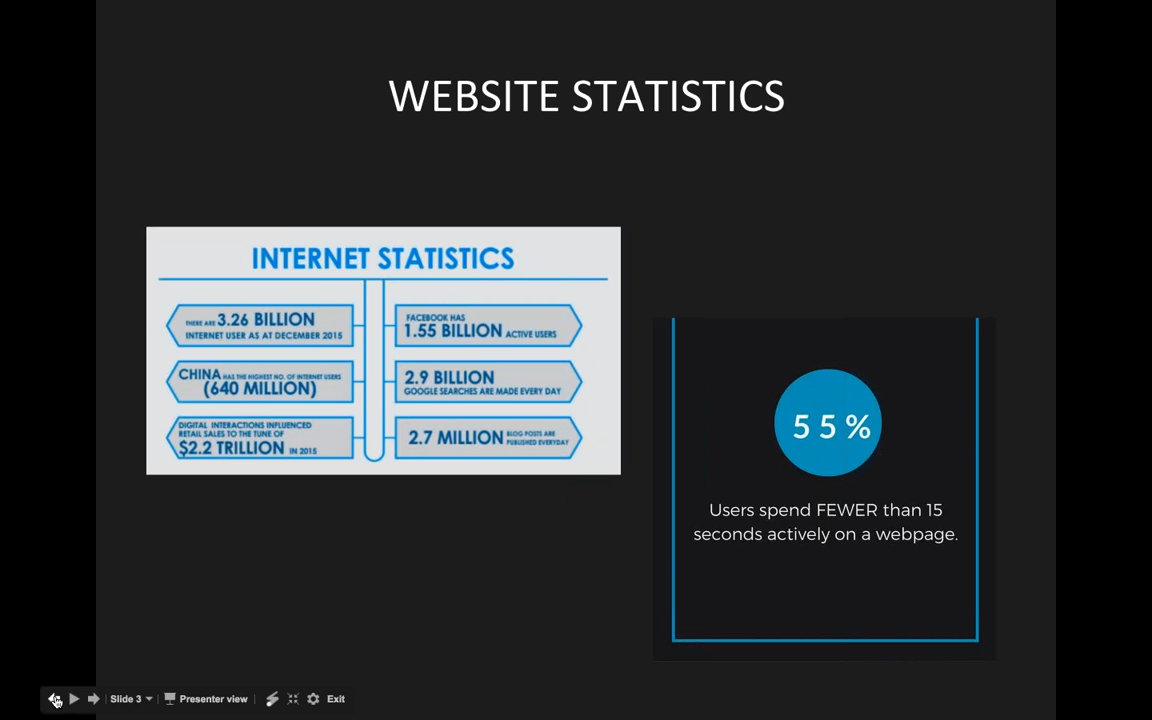 WEBSITE STATISTICS
INTERNET STATISTICS
THERE ARE 3.26 BILLION
INTERNET USER AS AT DECEMBER 2015
CHINA HAS THE HIGHEST NO. OF INTERNET USERS
(640 MILLION)
DIGITAL INTERACTIONS INFLUENCED
RETAIL SALES TO THE TUNE OF
$2.2 TRILLION IN 2015
FACEBOOK HAS
1.55 BILLION ACTIVE USERS
2.9 BILLION
GOOGLE SEARCHES ARE MADE EVERY DAY
2.7 MILLION BLOG POSTS ARE
PUBLISHED EVERYDAY
55%
Users spend FEWER than 15
seconds actively on a webpage.
Slide 3 Presenter view Exit